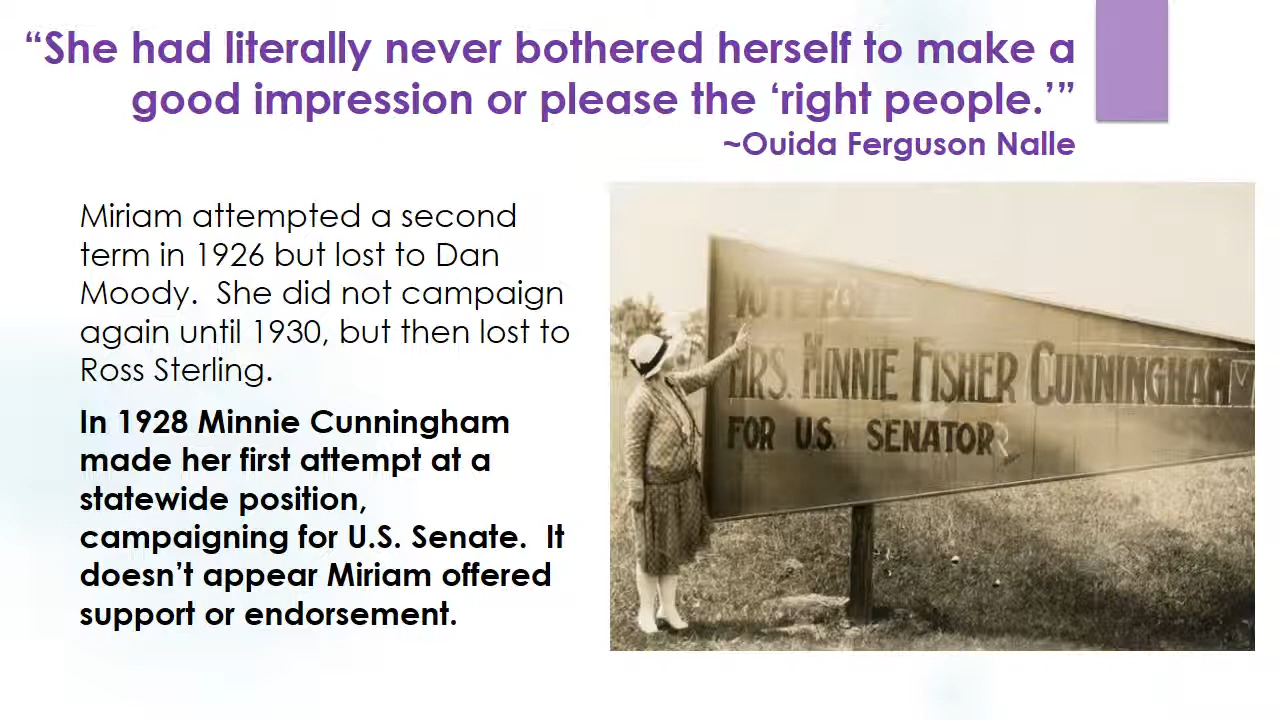 “She had literally never bothered herself to make a
good impression or please the ‘right people.’”
~Ouida Ferguson Nalle
Miriam attempted a second
term in 1926 but lost to Dan
Moody.  She did not campaign
again until 1930, but then lost to
Ross Sterling.
In 1928 Minnie Cunningham
made her first attempt at a
statewide position,
campaigning for U.S. Senate.  It
doesn’t appear Miriam offered
support or endorsement.
VOTE FOR
MRS. MINNIE FISHER CUNNINGHAM
FOR U.S. SENATOR